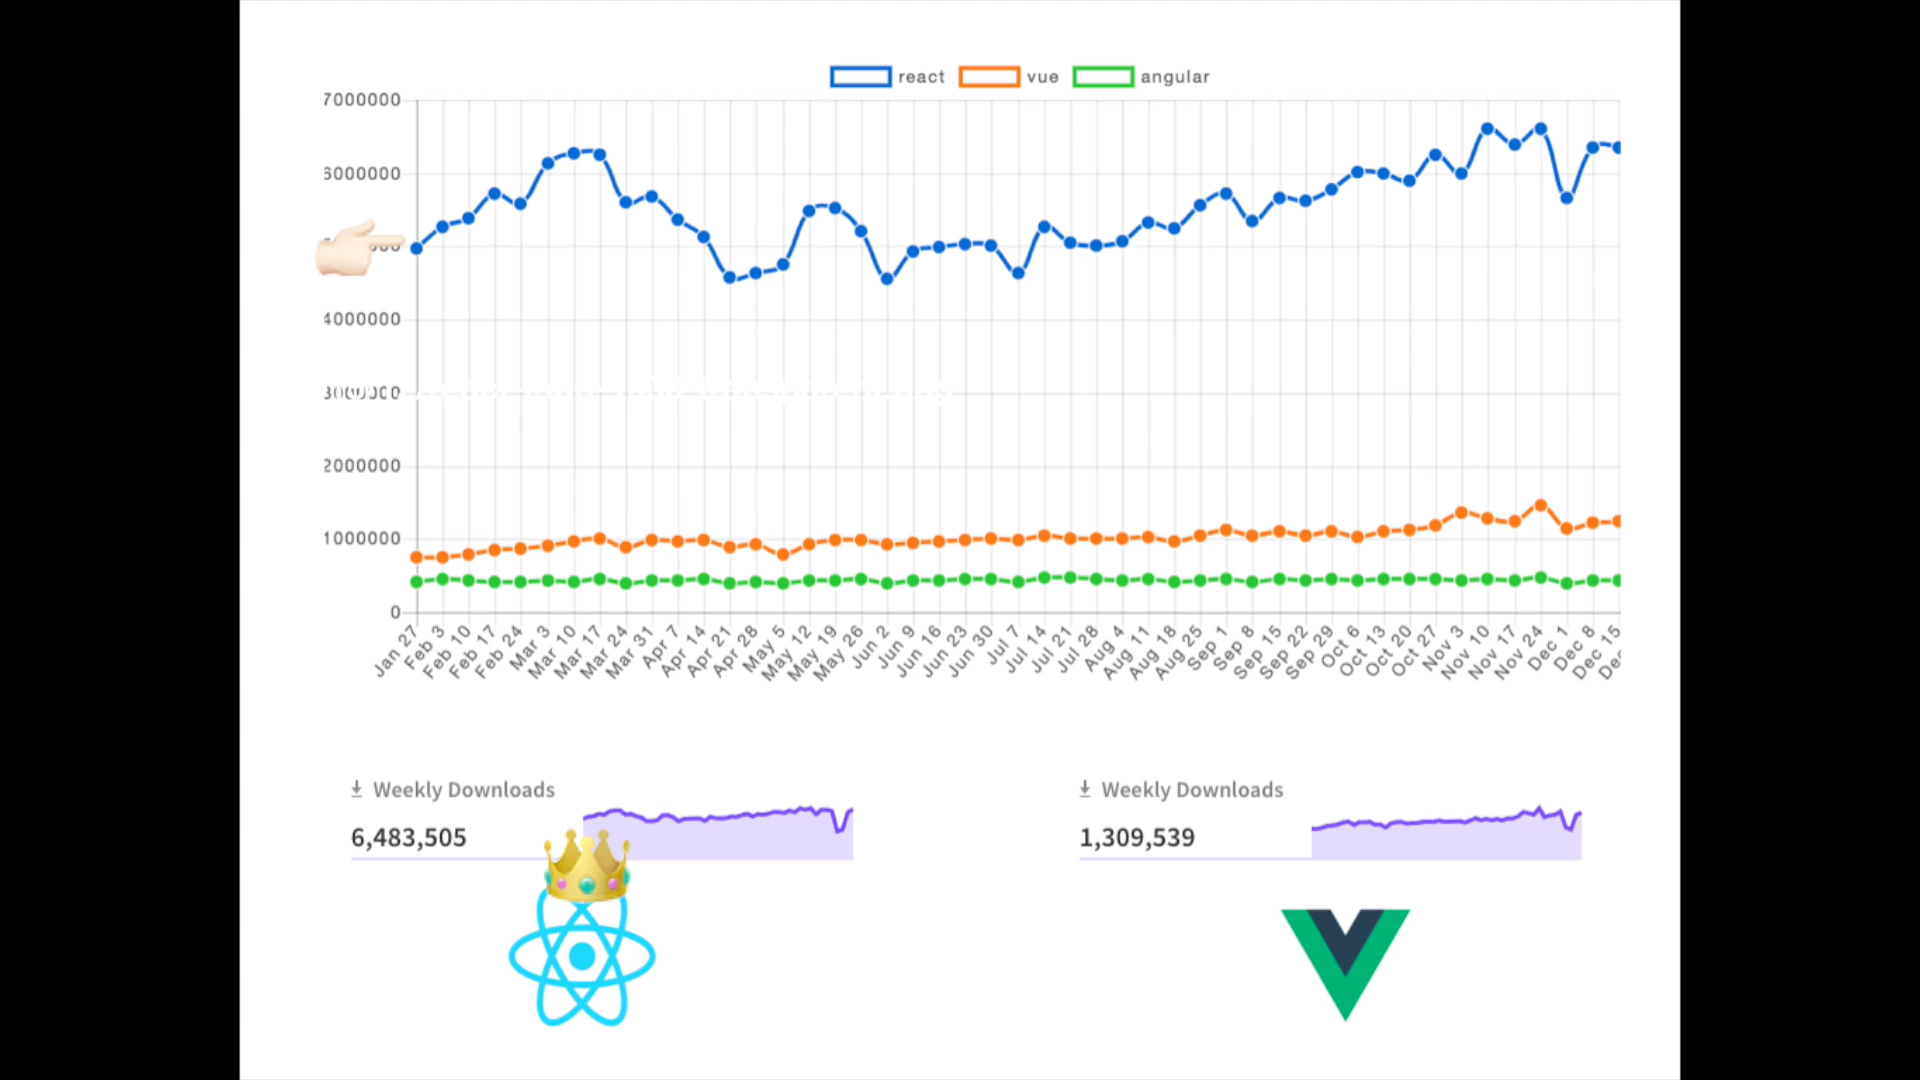 react vue angular
7000000
6000000
000
4000000
3000000
2000000
1000000
0
Jan 27 Feb 3 Feb 10 Feb 17 Feb 24 Mar 3 Mar 10 Mar 17 Mar 24 Mar 31 Apr 7 Apr 14 Apr 21 Apr 28 May 5 May 12 May 19 May 26 Jun 2 Jun 9 Jun 16 Jun 23 Jun 30 Jul 7 Jul 14 Jul 21 Jul 28 Aug 4 Aug 11 Aug 18 Aug 25 Sep 1 Sep 8 Sep 15 Sep 22 Sep 29 Oct 6 Oct 13 Oct 20 Oct 27 Nov 3 Nov 10 Nov 17 Nov 24 Dec 1 Dec 8 Dec 15
Weekly Downloads
6,483,505
Weekly Downloads
1,309,539